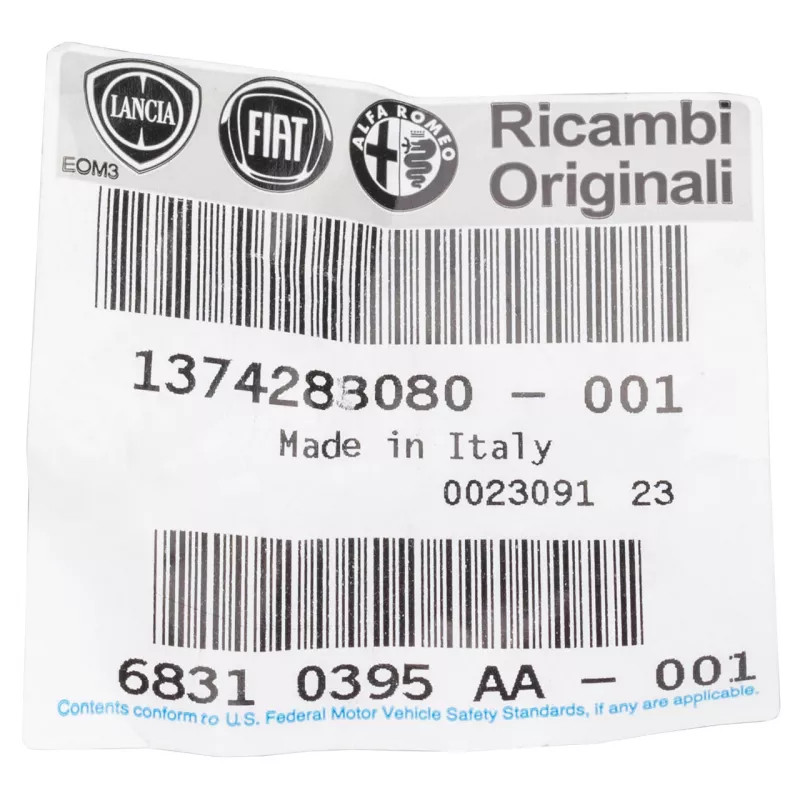 LANCIA
FIAT
ALFA ROMEO
Ricambi
Originali
EOM3
1374288080 - 001
Made in Italy
0023091 23
6831 0395 AA - 001
Contents conform to U.S. Federal Motor Vehicle Safety Standards, if any are applicable.